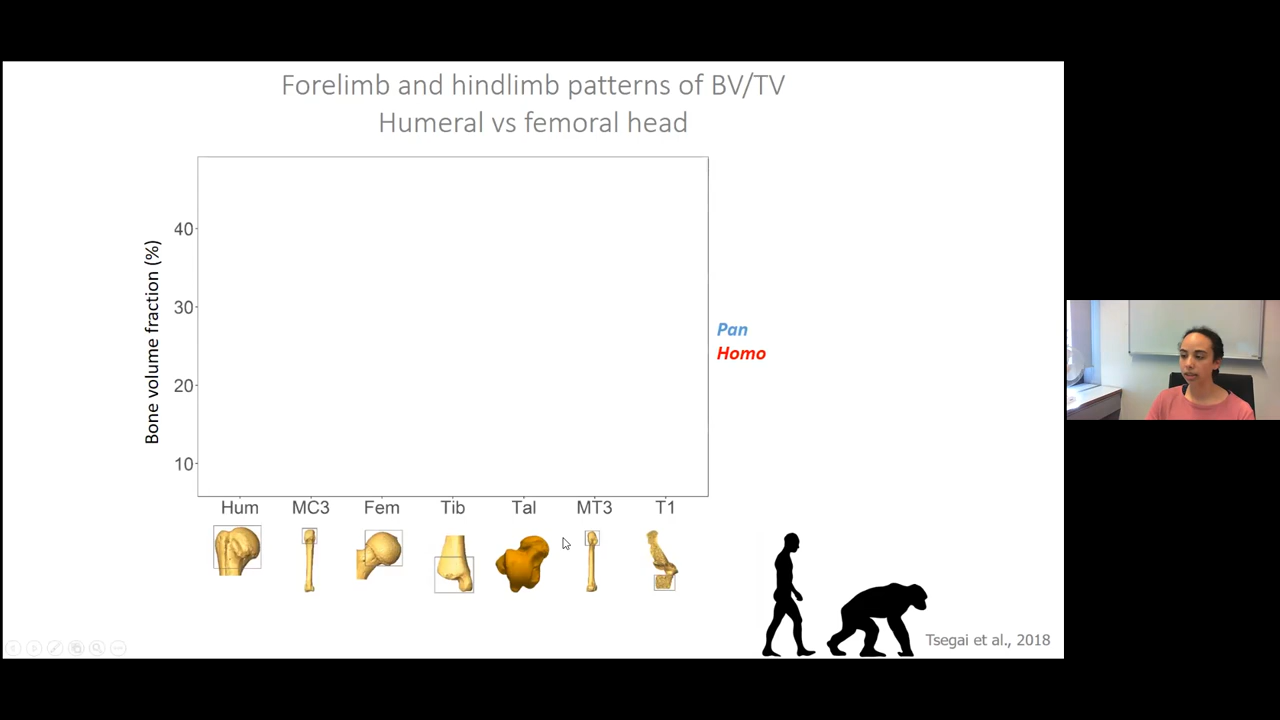 Forelimb and hindlimb patterns of BV/TV
Humeral vs femoral head
Bone volume fraction (%)
40
30
20
10
Hum MC3 Fem Tib Tal MT3 T1
Pan
Homo
Tsegai et al., 2018